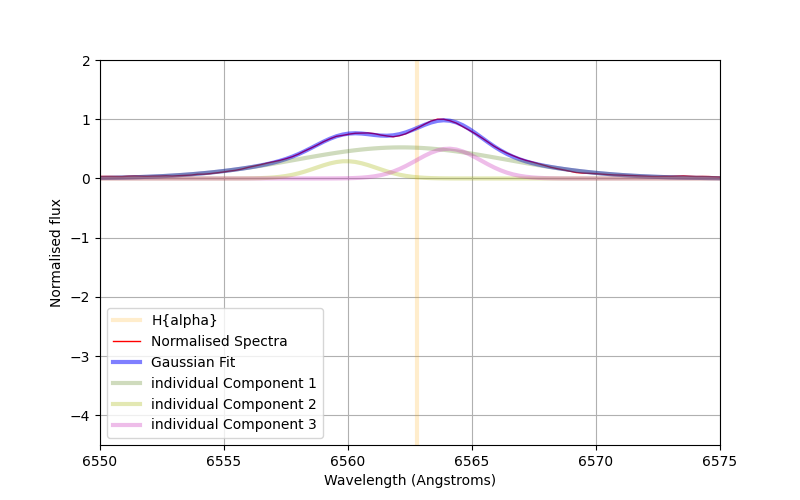 2
1
0
−1
−2
−3
−4
Normalised flux
H{alpha}
Normalised Spectra
Gaussian Fit
individual Component 1
individual Component 2
individual Component 3
6550 6555 6560 6565 6570 6575
Wavelength (Angstroms)